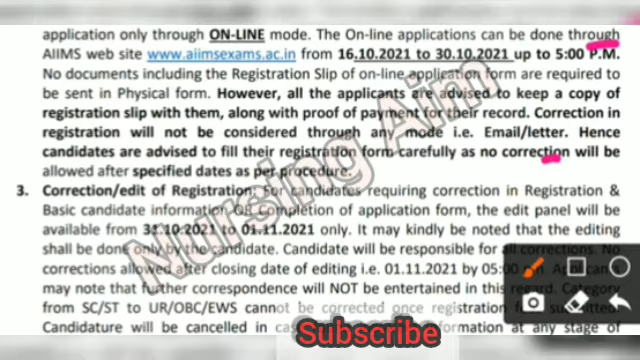 application only through ON-LINE mode. The On-line applications can be done through
AIIMS web site www.aiimsexams.ac.in from 16.10.2021 to 30.10.2021 up to 5:00 P.M.
No documents including the Registration Slip of on-line application form are required to
be sent in Physical form. However, all the applicants are advised to keep a copy of
registration slip with them, along with proof of payment for their record. Correction in
registration will not be considered through any mode i.e. Email/letter. Hence
candidates are advised to fill their registration form carefully as no correction will be
allowed after specified dates as per procedure.
3. Correction/edit of Registration: For candidates requiring correction in Registration &
Basic candidate information OR completion of application form, the edit panel will be
available from 31.10.2021 to 01.11.2021 only. It may kindly be noted that the editing
shall be done only by the candidate. Candidate will be responsible for all corrections. No
corrections allowed after closing date of editing i.e. 01.11.2021 by 05:00
may note that further correspondence will NOT be entertained in this regard. Category
from SC/ST to UR/OBC/EWS cannot be corrected once registration
Candidature will be cancelled in information at any stage of
Nursing Aim
Subscribe